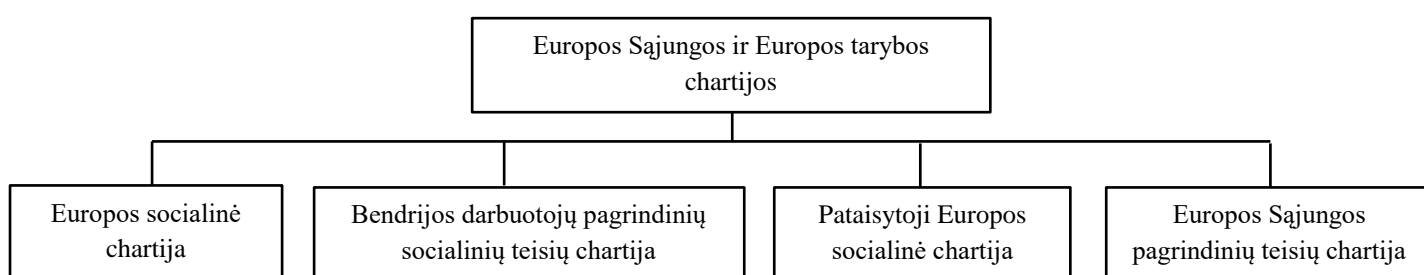 Europos Sąjungos ir Europos tarybos
chartijos
Europos socialinė
chartija
Bendrijos darbuotojų pagrindinių
socialinių teisių chartija
Pataisytoji Europos
socialinė chartija
Europos Sąjungos
pagrindinių teisių chartija